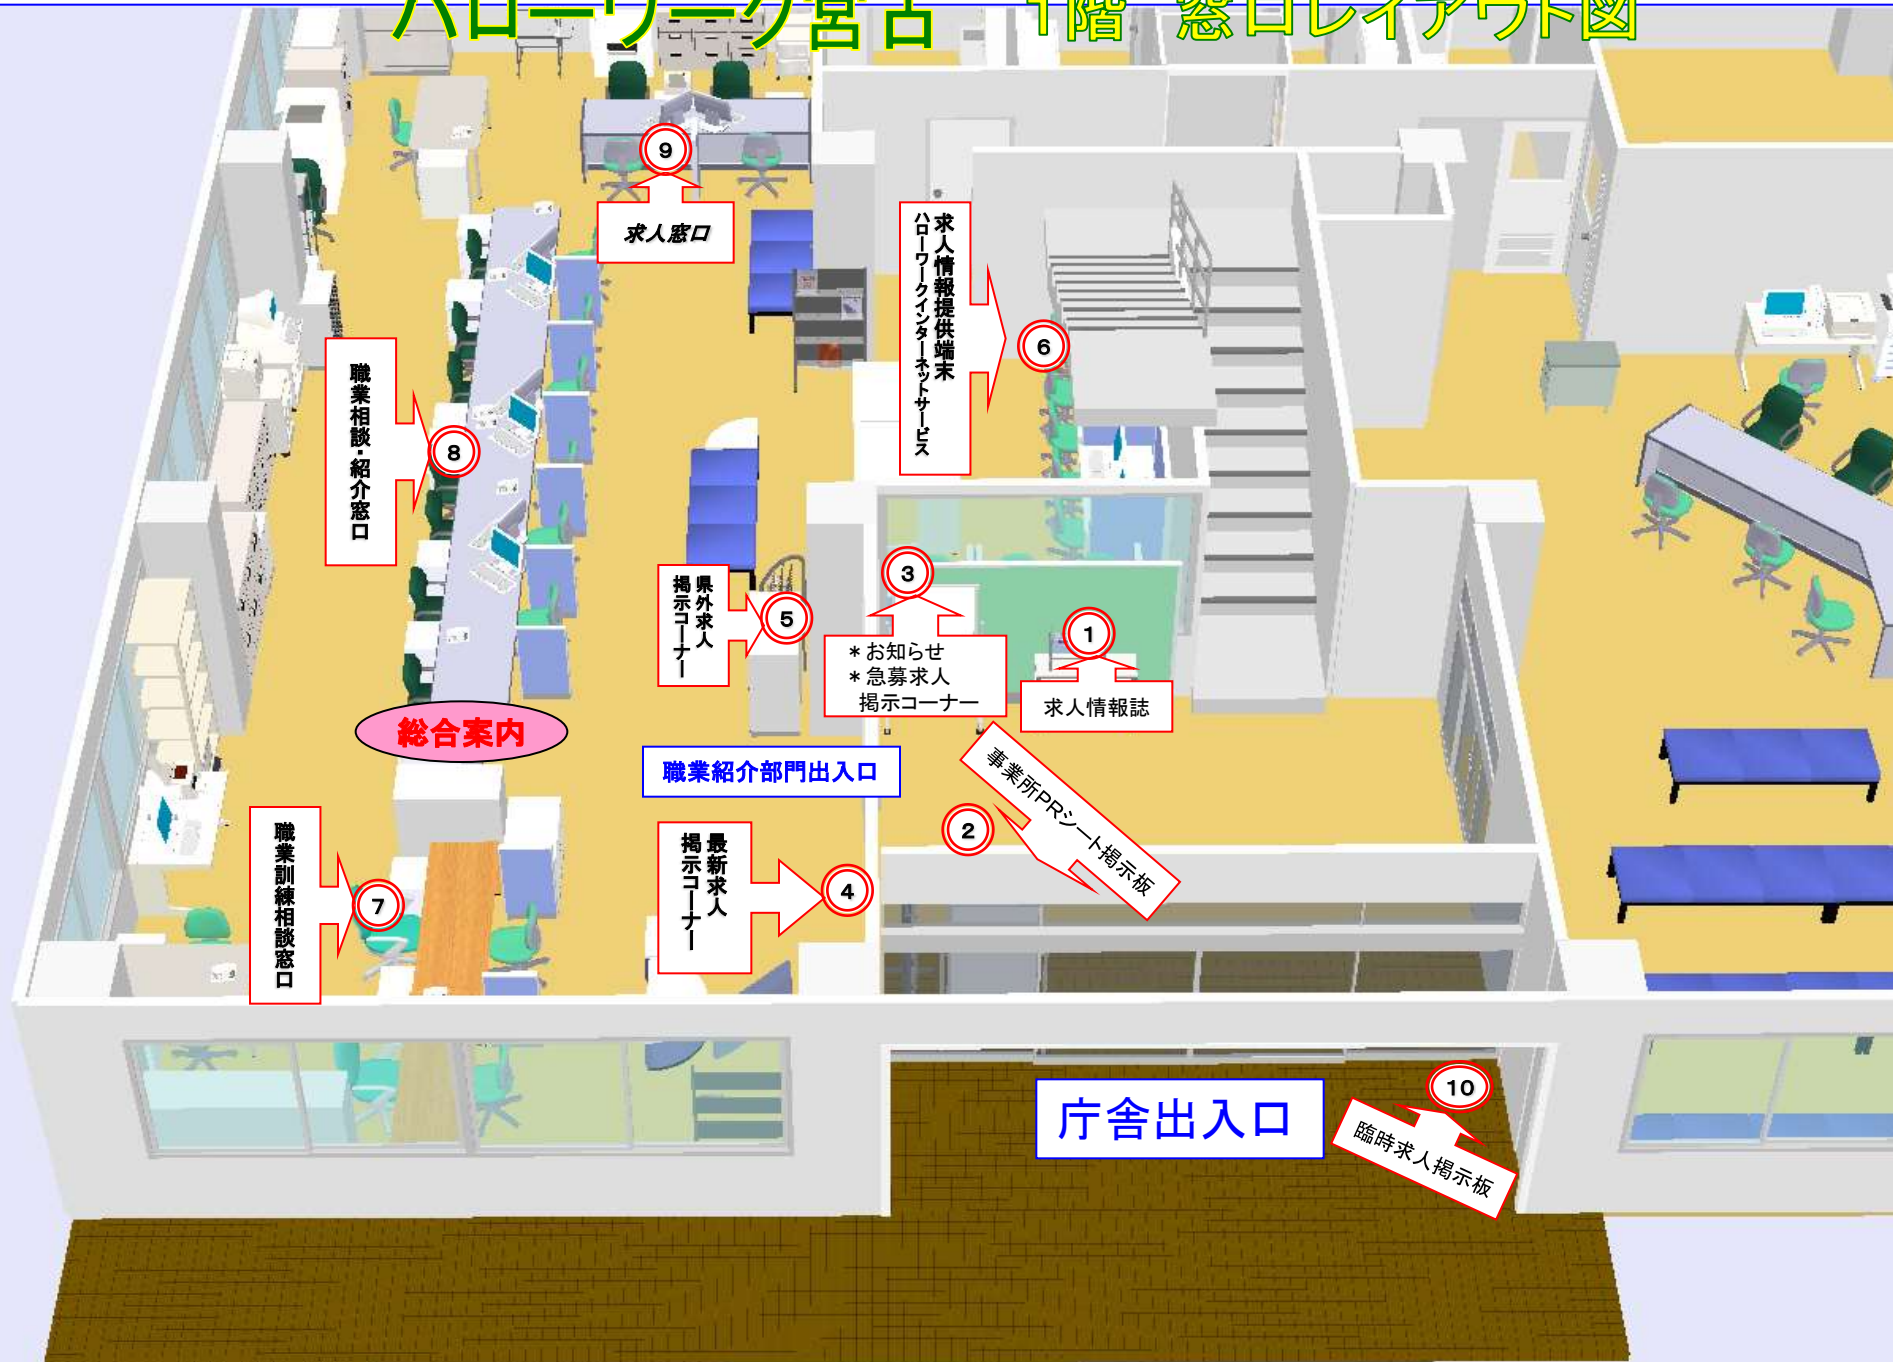 ハローワーク宮古　1階　窓口レイアウト図
9
求人窓口
求人情報提供端末
ハローワークインターネットサービス
6
職業相談・紹介窓口
8
県外求人
掲示コーナー
5
3
＊お知らせ
＊急募求人
掲示コーナー
1
求人情報誌
総合案内
職業紹介部門出入口
事業所PRシート掲示板
2
職業訓練相談窓口
7
最新求人
掲示コーナー
4
庁舎出入口
10
臨時求人掲示板